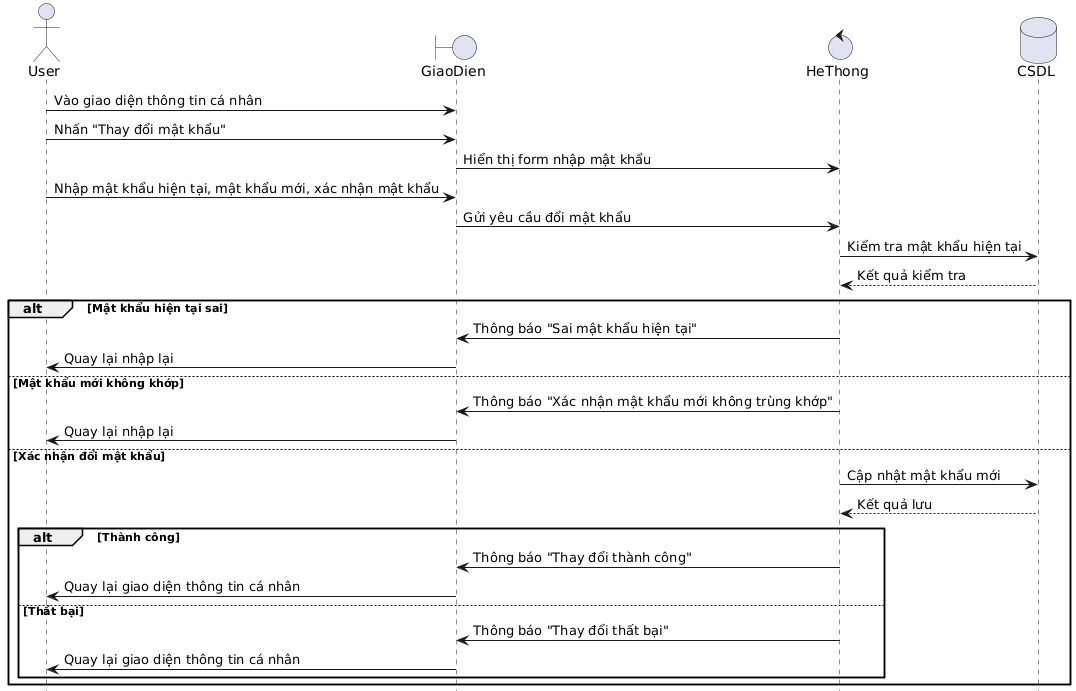 User
GiaoDien
HeThong
CSDL
Vào giao diện thông tin cá nhân
Nhấn "Thay đổi mật khẩu"
Hiển thị form nhập mật khẩu
Nhập mật khẩu hiện tại, mật khẩu mới, xác nhận mật khẩu
Gửi yêu cầu đổi mật khẩu
Kiểm tra mật khẩu hiện tại
Kết quả kiểm tra
alt [Mật khẩu hiện tại sai]
Thông báo "Sai mật khẩu hiện tại"
Quay lại nhập lại
[Mật khẩu mới không khớp]
Thông báo "Xác nhận mật khẩu mới không trùng khớp"
Quay lại nhập lại
[Xác nhận đổi mật khẩu]
Cập nhật mật khẩu mới
Kết quả lưu
alt [Thành công]
Thông báo "Thay đổi thành công"
Quay lại giao diện thông tin cá nhân
[Thất bại]
Thông báo "Thay đổi thất bại"
Quay lại giao diện thông tin cá nhân